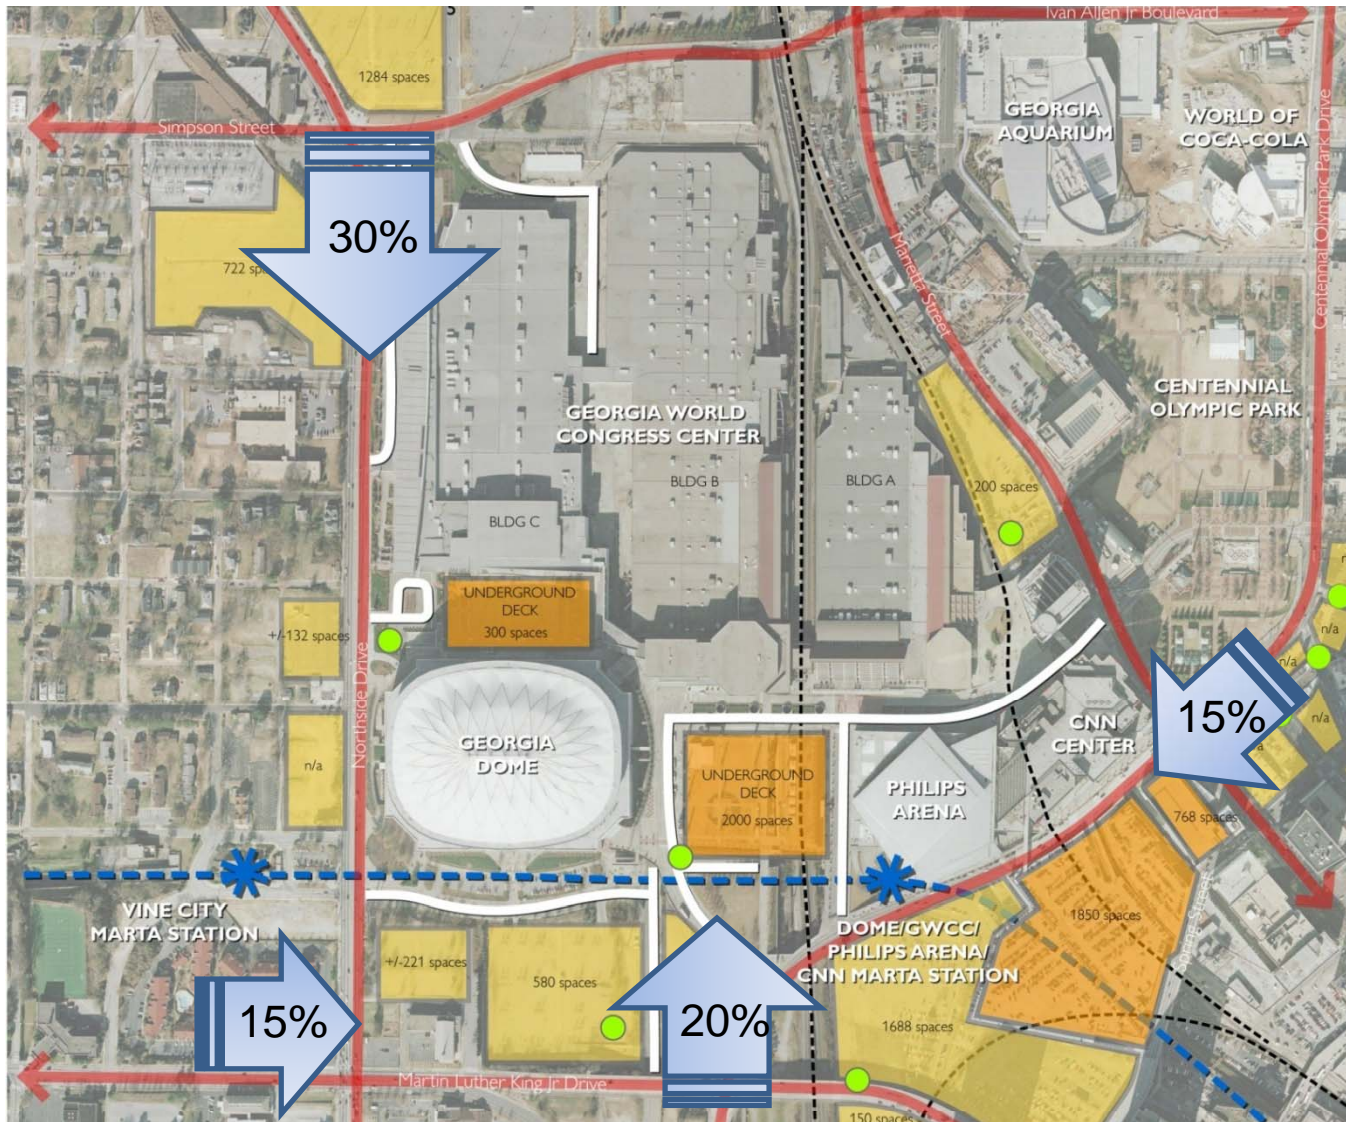 Ivan Allen Jr Boulevard
1284 spaces
Simpson Street
GEORGIA
AQUARIUM
WORLD OF
COCA-COLA
Centennial Olympic Park Drive
30%
722
Marietta Street
CENTENNIAL
OLYMPIC PARK
GEORGIA WORLD
CONGRESS CENTER
BLDG B
BLDG A
200 spaces
BLDG C
UNDERGROUND
DECK
300 spaces
+/-132 spaces
n/a
n/a
n/a
15%
Northside Drive
GEORGIA
DOME
CNN
CENTER
n/a
UNDERGROUND
DECK
2000 spaces
PHILIPS
ARENA
768 spaces
VINE CITY
MARTA STATION
1850 spaces
DOME/GWCC/
PHILIPS ARENA/
CNN MARTA STATION
+/-221 spaces
580 spaces
15%
20%
1688 spaces
Martin Luther King Jr Drive
150 spaces